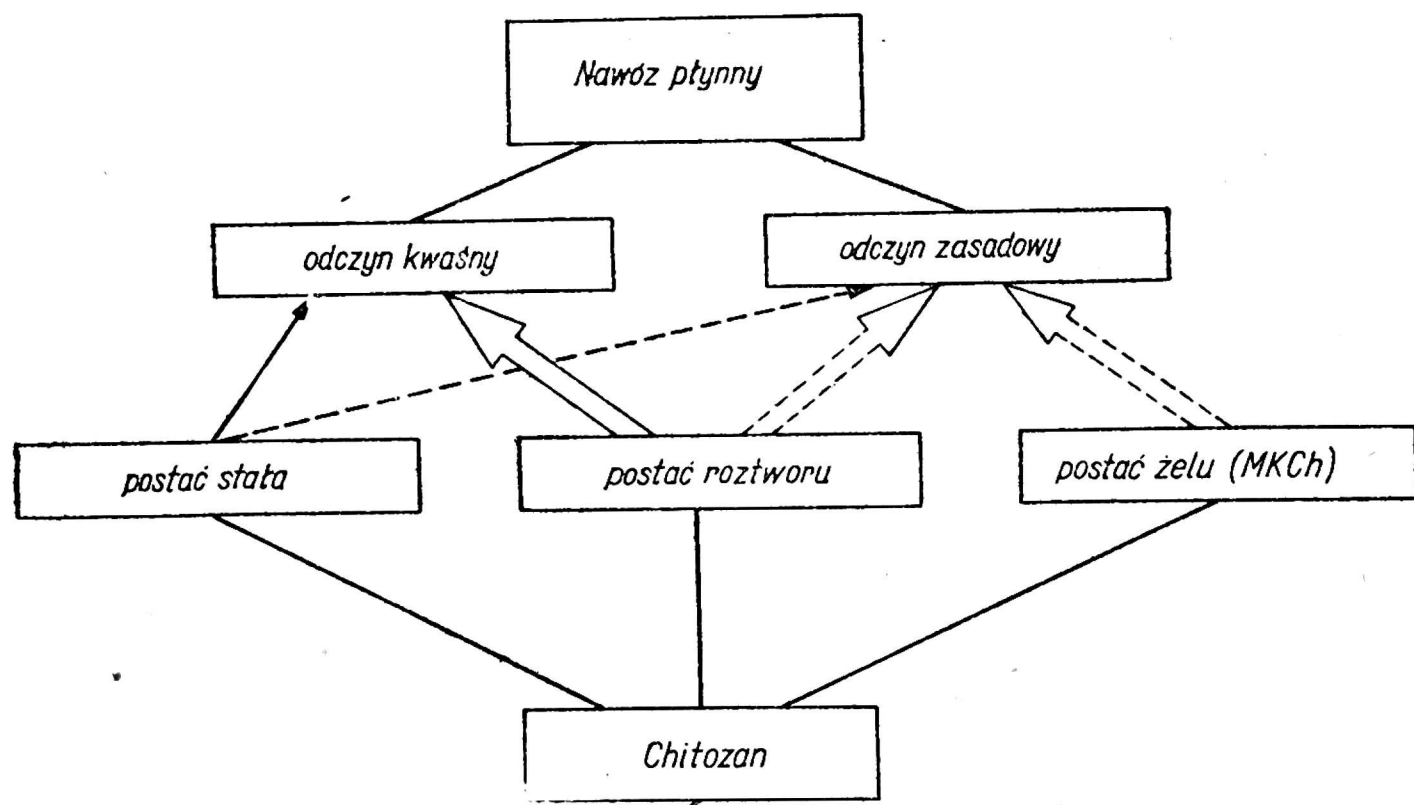 Nawóz płynny
odczyn kwaśny
odczyn zasadowy
postać stała
postać roztworu
postać żelu (MKCh)
Chitozan